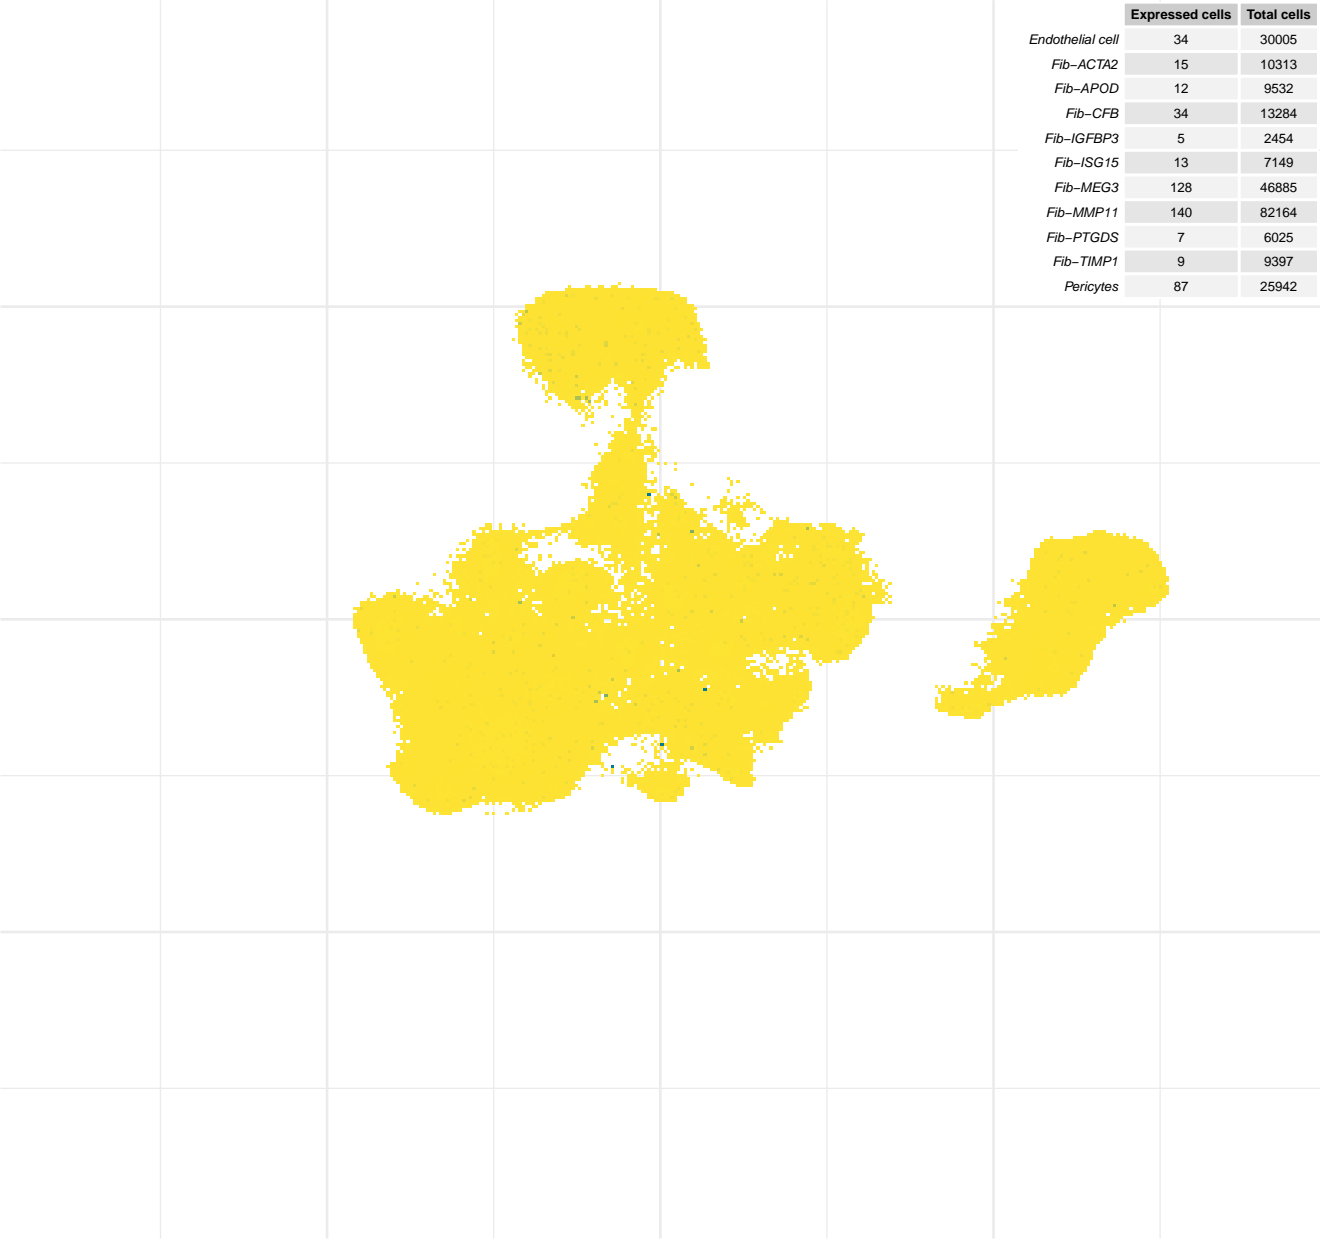 Expressed cells Total cells
Endothelial cell 34 30005
Fib−ACTA2 15 10313
Fib−APOD 12 9532
Fib−CFB 34 13284
Fib−IGFBP3 5 2454
Fib−ISG15 13 7149
Fib−MEG3 128 46885
Fib−MMP11 140 82164
Fib−PTGDS 7 6025
Fib−TIMP1 9 9397
Pericytes 87 25942